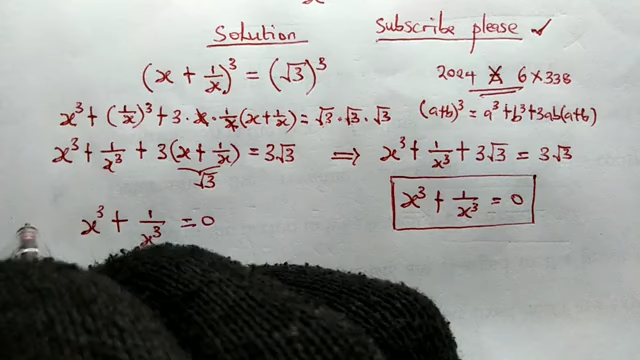 Solution
Subscribe please ✓
(x + 1/x)³ = (√3)³
2024 X 6×338
x³ + (1/x)³ + 3·x·1/x(x+1/x) = √3·√3·√3
(a+b)³ = a³+b³+3ab(a+b)
x³ + 1/x³ + 3(x + 1/x) = 3√3 ⟹ x³ + 1/x³ + 3√3 = 3√3
√3
x³ + 1/x³ = 0
x³ + 1/x³ = 0